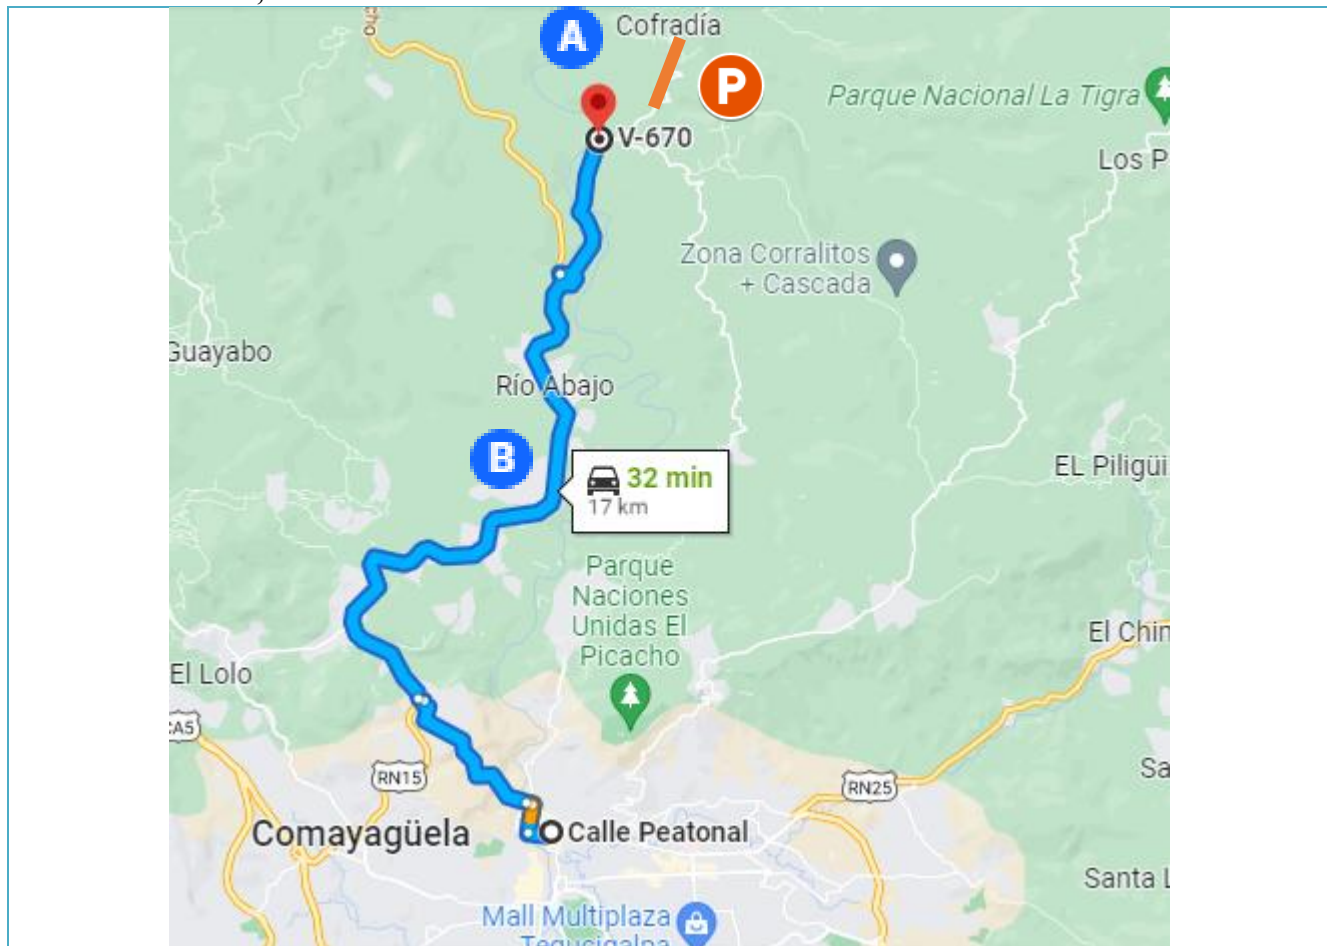 A
Cofradía
P
Parque Nacional La Tigra
V-670
Los P
Zona Corralitos
+ Cascada
Guayabo
Río Abajo
B
32 min
17 km
EL Piligüi
Parque
Naciones
Unidas El
Picacho
El Chin
El Lolo
CA5
RN15
Sa
RN25
Comayagüela
Calle Peatonal
Santa L
Mall Multiplaza
Tegucigalpa